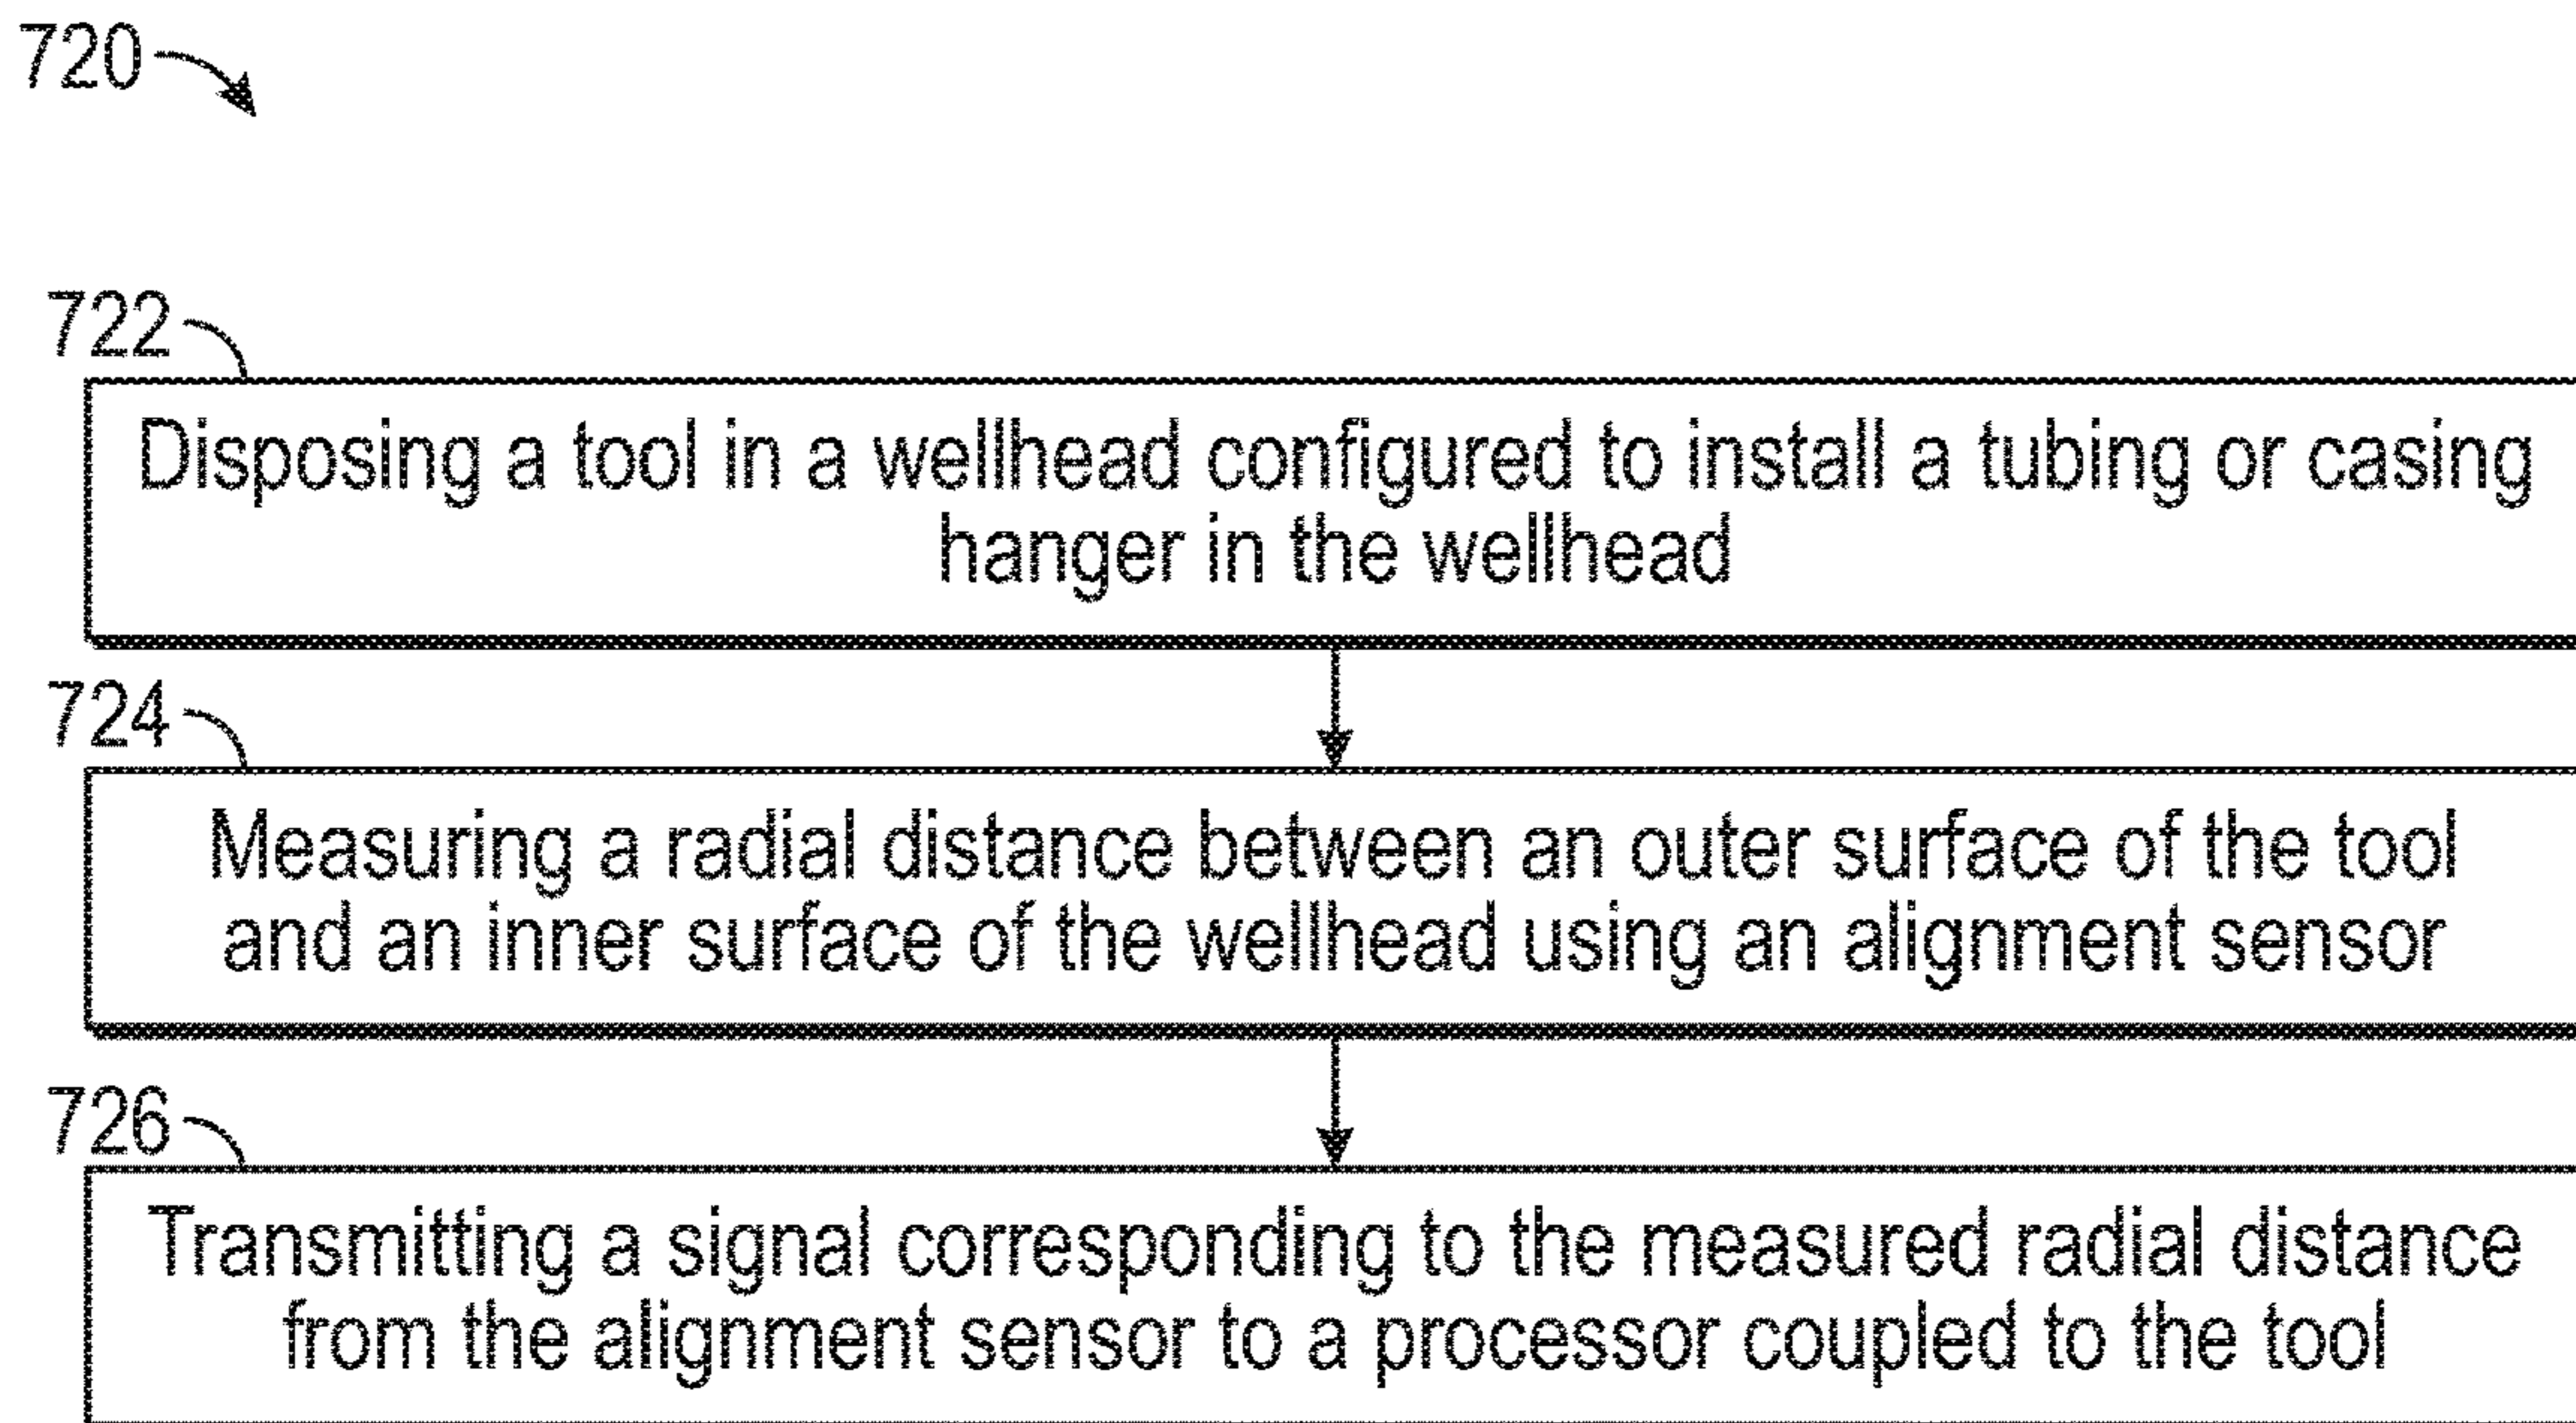 720
722
Disposing a tool in a wellhead configured to install a tubing or casing
hanger in the wellhead
724
Measuring a radial distance between an outer surface of the tool
and an inner surface of the wellhead using an alignment sensor
726
Transmitting a signal corresponding to the measured radial distance
from the alignment sensor to a processor coupled to the tool